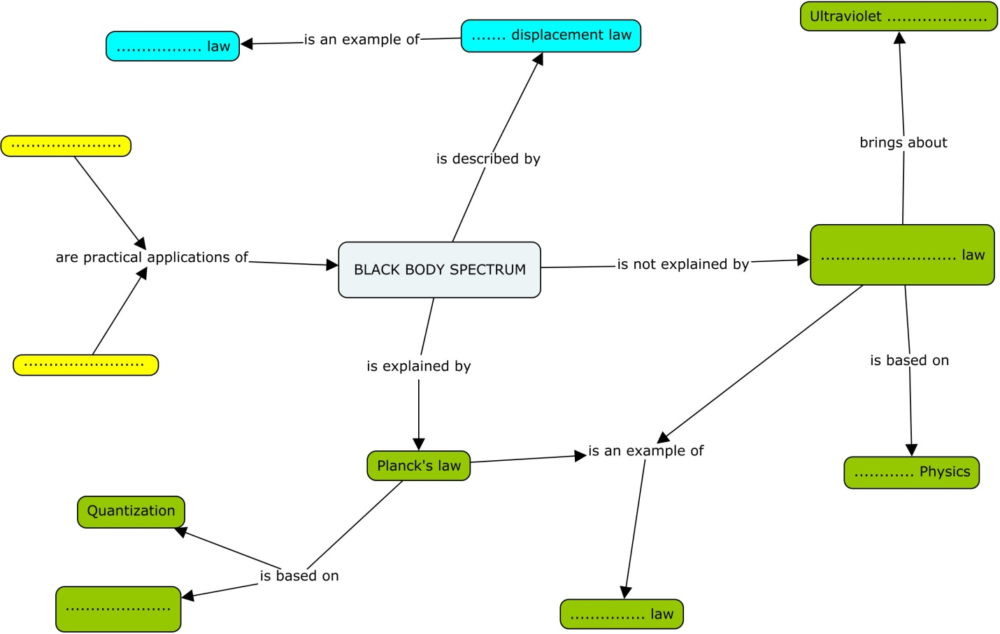 Ultraviolet ....................
....... displacement law
is an example of
................. law
brings about
......................
is described by
are practical applications of
BLACK BODY SPECTRUM
is not explained by
........................... law
........................
is explained by
is based on
Planck's law
is an example of
............ Physics
Quantization
is based on
.....................
............... law